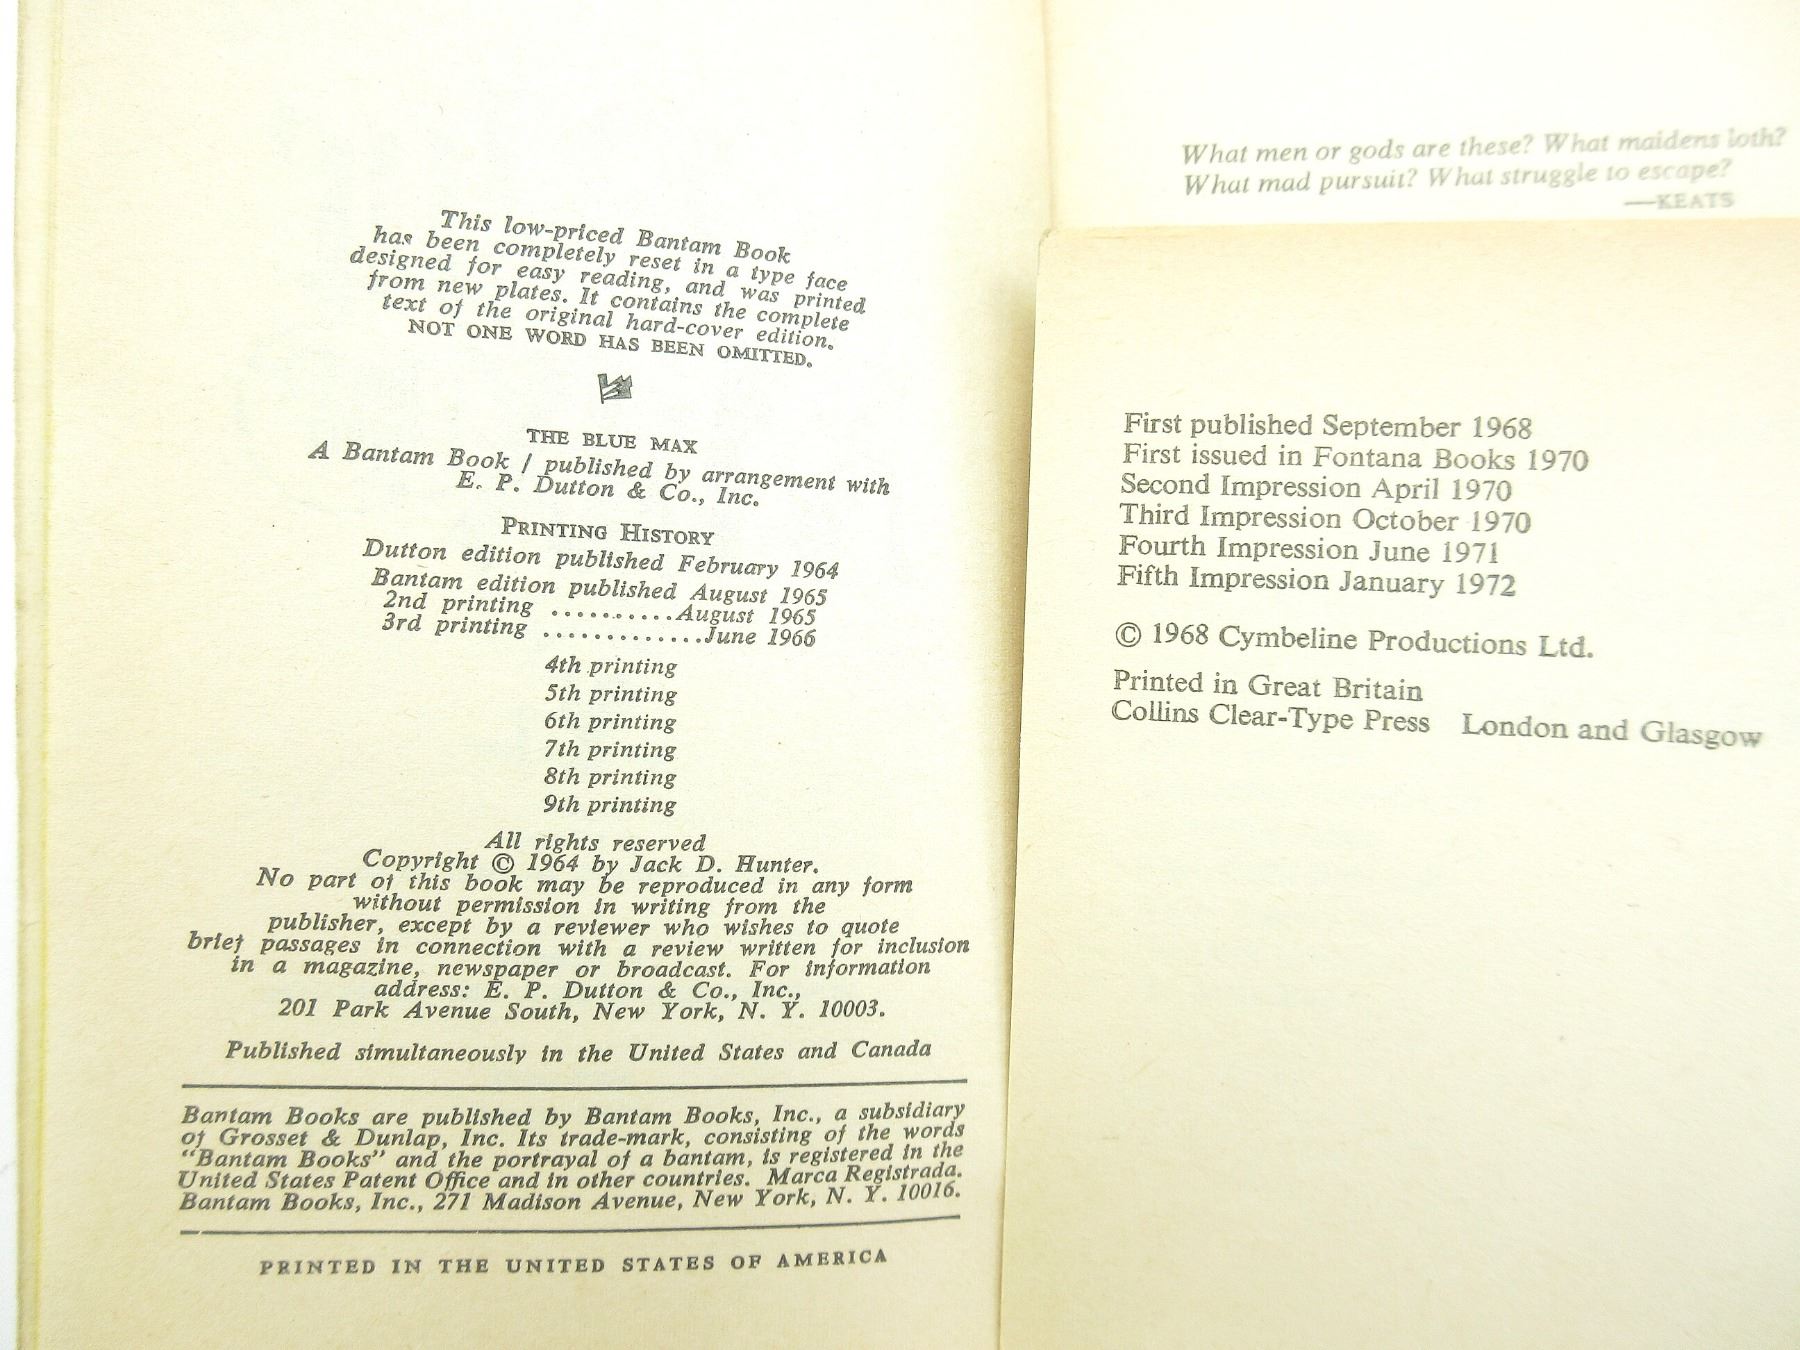 This low-priced Bantam Book
has been completely reset in a type face
designed for easy reading, and was printed
from new plates. It contains the complete
text of the original hard-cover edition.
NOT ONE WORD HAS BEEN OMITTED.
THE BLUE MAX
A Bantam Book / published by arrangement with
E. P. Dutton & Co., Inc.
PRINTING HISTORY
Dutton edition published February 1964
Bantam edition published August 1965
2nd printing ..........August 1965
3rd printing .............June 1966
4th printing
5th printing
6th printing
7th printing
8th printing
9th printing
All rights reserved
Copyright © 1964 by Jack D. Hunter.
No part of this book may be reproduced in any form
without permission in writing from the
publisher, except by a reviewer who wishes to quote
brief passages in connection with a review written for inclusion
in a magazine, newspaper or broadcast. For information
address: E. P. Dutton & Co., Inc.,
201 Park Avenue South, New York, N. Y. 10003.
Published simultaneously in the United States and Canada
Bantam Books are published by Bantam Books, Inc., a subsidiary
of Grosset & Dunlap, Inc. Its trade-mark, consisting of the words
"Bantam Books" and the portrayal of a bantam, is registered in the
United States Patent Office and in other countries. Marca Registrada.
Bantam Books, Inc., 271 Madison Avenue, New York, N. Y. 10016.
PRINTED IN THE UNITED STATES OF AMERICA
What men or gods are these? What maidens loth?
What mad pursuit? What struggle to escape?
—KEATS
First published September 1968
First issued in Fontana Books 1970
Second Impression April 1970
Third Impression October 1970
Fourth Impression June 1971
Fifth Impression January 1972
© 1968 Cymbeline Productions Ltd.
Printed in Great Britain
Collins Clear-Type Press London and Glasgow